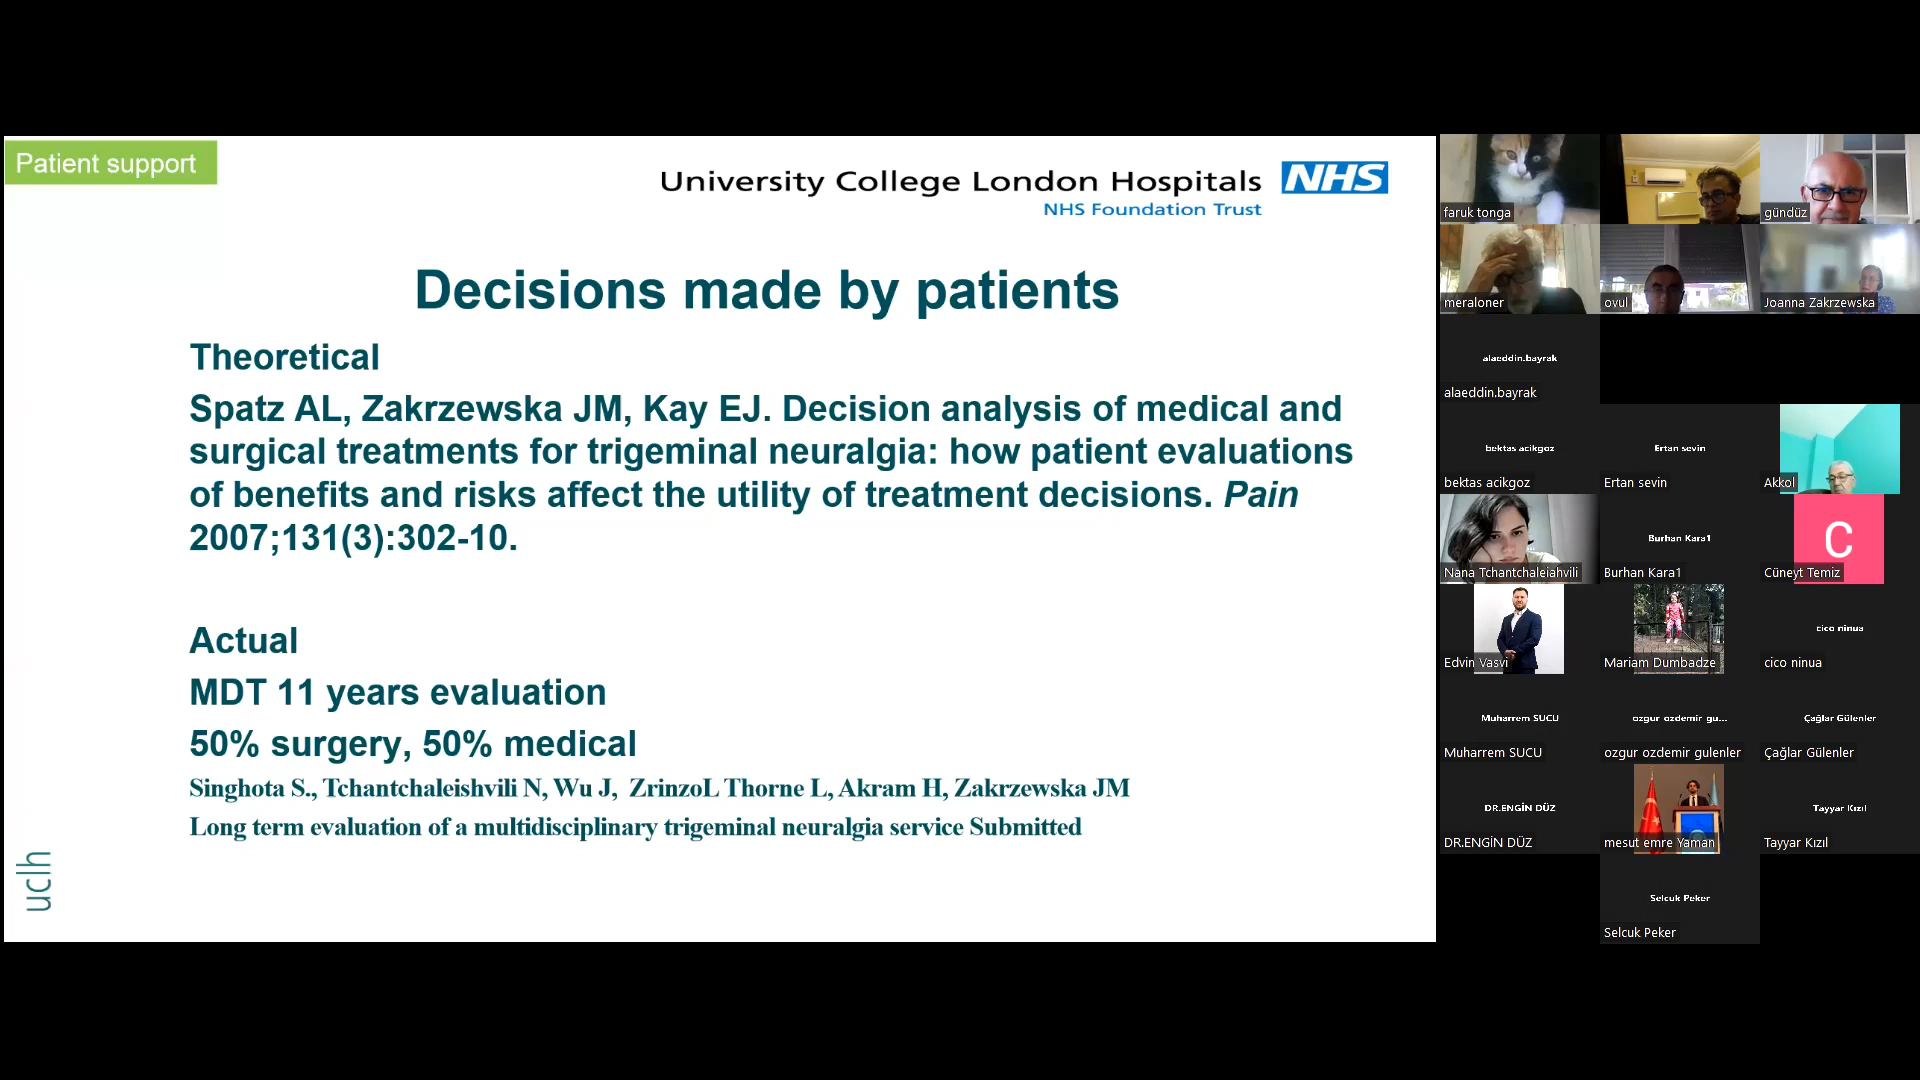 Patient support
University College London Hospitals NHS
NHS Foundation Trust
Decisions made by patients
Theoretical
Spatz AL, Zakrzewska JM, Kay EJ. Decision analysis of medical and
surgical treatments for trigeminal neuralgia: how patient evaluations
of benefits and risks affect the utility of treatment decisions. Pain
2007;131(3):302-10.
Actual
MDT 11 years evaluation
50% surgery, 50% medical
Singhota S., Tchantchaleishvili N, Wu J,  ZrinzoL Thorne L, Akram H, Zakrzewska JM
Long term evaluation of a multidisciplinary trigeminal neuralgia service Submitted
uclh
faruk tonga
gündüz
meraloner
ovul
Joanna Zakrzewska
alaeddin.bayrak
alaeddin.bayrak
bektas acikgoz
Ertan sevin
bektas acikgoz
Ertan sevin
Akkol
Burhan Kara1
C
Nana Tchantchaleiahvili
Burhan Kara1
Cüneyt Temiz
cico ninua
Edvin Vasvi
Mariam Dumbadze
cico ninua
Muharrem SUCU
ozgur ozdemir gu...
Çağlar Gülenler
Muharrem SUCU
ozgur ozdemir gulenler
Çağlar Gülenler
DR.ENGİN DÜZ
Tayyar Kızıl
DR.ENGİN DÜZ
mesut emre Yaman
Tayyar Kızıl
Selcuk Peker
Selcuk Peker